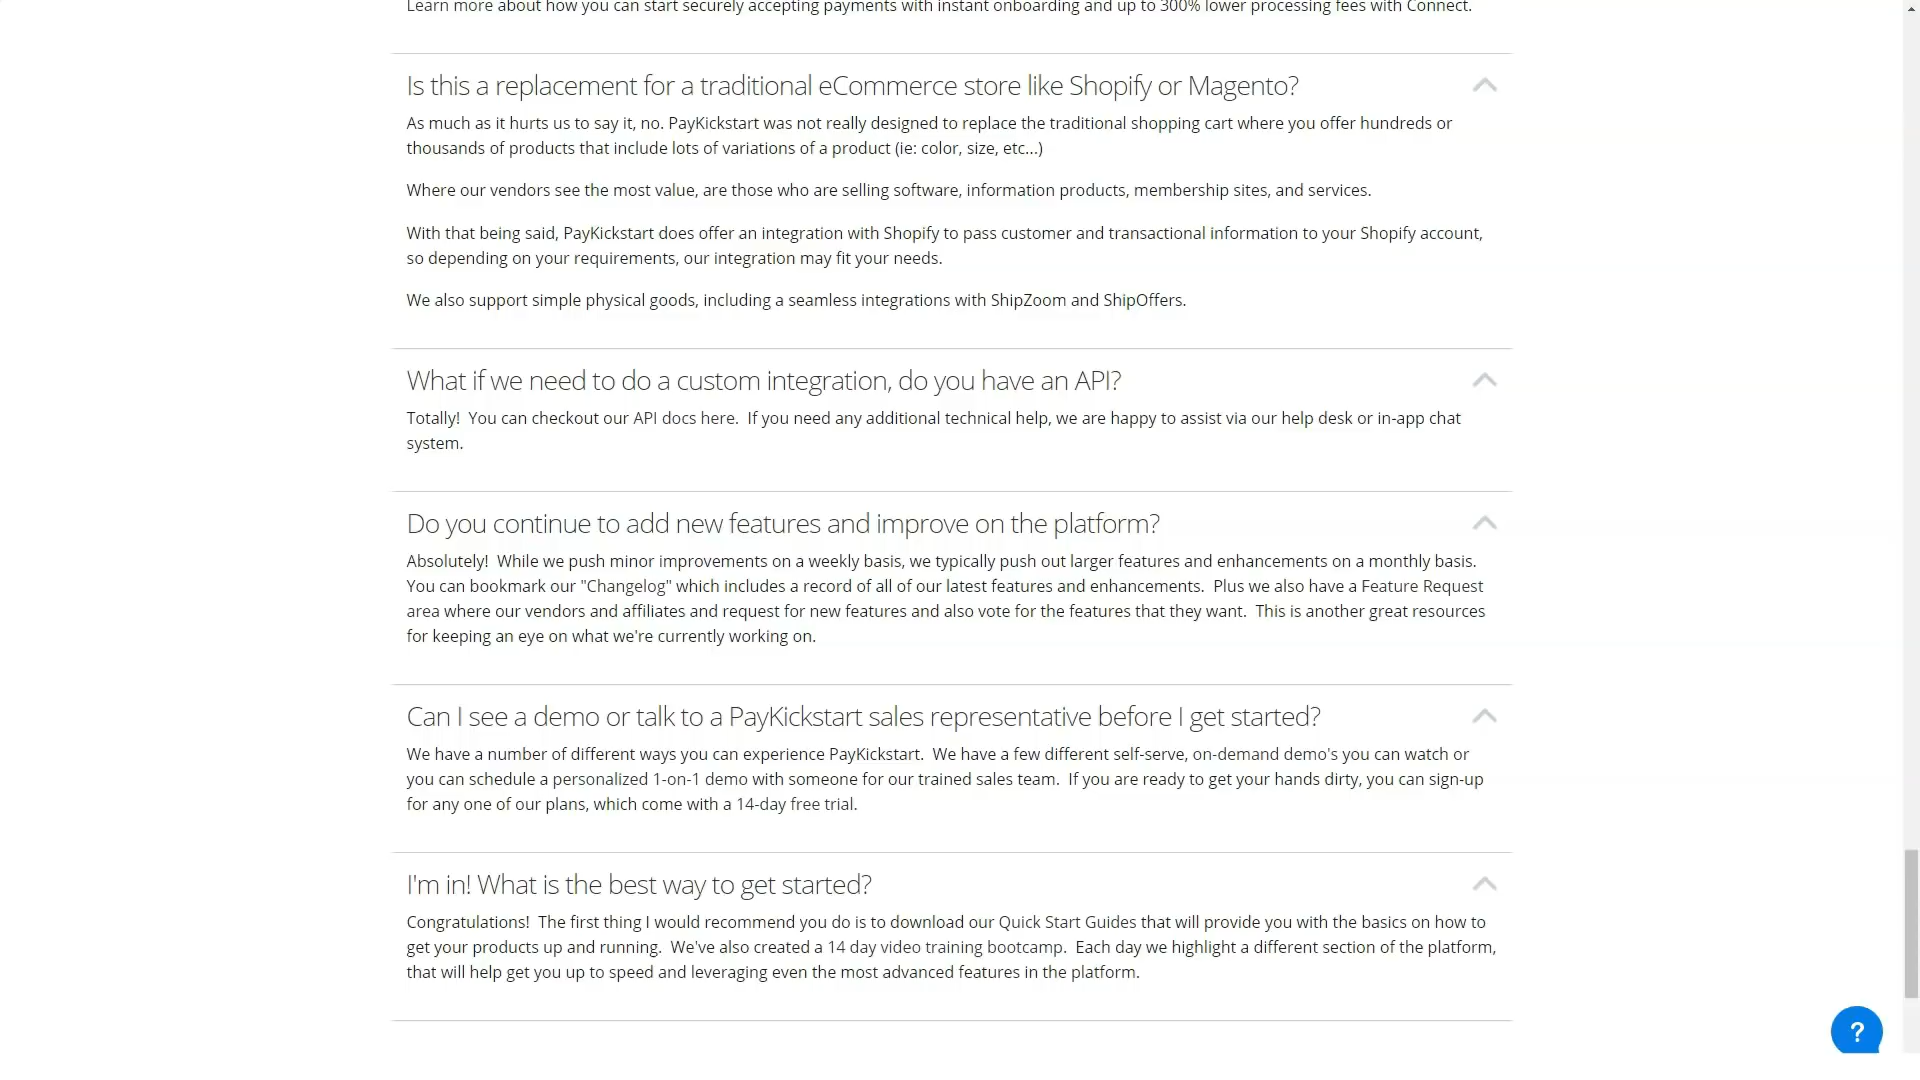 Learn more about how you can start securely accepting payments with instant onboarding and up to 300% lower processing fees with Connect.
Is this a replacement for a traditional eCommerce store like Shopify or Magento?
As much as it hurts us to say it, no. PayKickstart was not really designed to replace the traditional shopping cart where you offer hundreds or
thousands of products that include lots of variations of a product (ie: color, size, etc...)
Where our vendors see the most value, are those who are selling software, information products, membership sites, and services.
With that being said, PayKickstart does offer an integration with Shopify to pass customer and transactional information to your Shopify account,
so depending on your requirements, our integration may fit your needs.
We also support simple physical goods, including a seamless integrations with ShipZoom and ShipOffers.
What if we need to do a custom integration, do you have an API?
Totally!  You can checkout our API docs here.  If you need any additional technical help, we are happy to assist via our help desk or in-app chat
system.
Do you continue to add new features and improve on the platform?
Absolutely!  While we push minor improvements on a weekly basis, we typically push out larger features and enhancements on a monthly basis.
You can bookmark our "Changelog" which includes a record of all of our latest features and enhancements.  Plus we also have a Feature Request
area where our vendors and affiliates and request for new features and also vote for the features that they want.  This is another great resources
for keeping an eye on what we're currently working on.
Can I see a demo or talk to a PayKickstart sales representative before I get started?
We have a number of different ways you can experience PayKickstart.  We have a few different self-serve, on-demand demo's you can watch or
you can schedule a personalized 1-on-1 demo with someone for our trained sales team.  If you are ready to get your hands dirty, you can sign-up
for any one of our plans, which come with a 14-day free trial.
I'm in! What is the best way to get started?
Congratulations!  The first thing I would recommend you do is to download our Quick Start Guides that will provide you with the basics on how to
get your products up and running.  We've also created a 14 day video training bootcamp.  Each day we highlight a different section of the platform,
that will help get you up to speed and leveraging even the most advanced features in the platform.
?